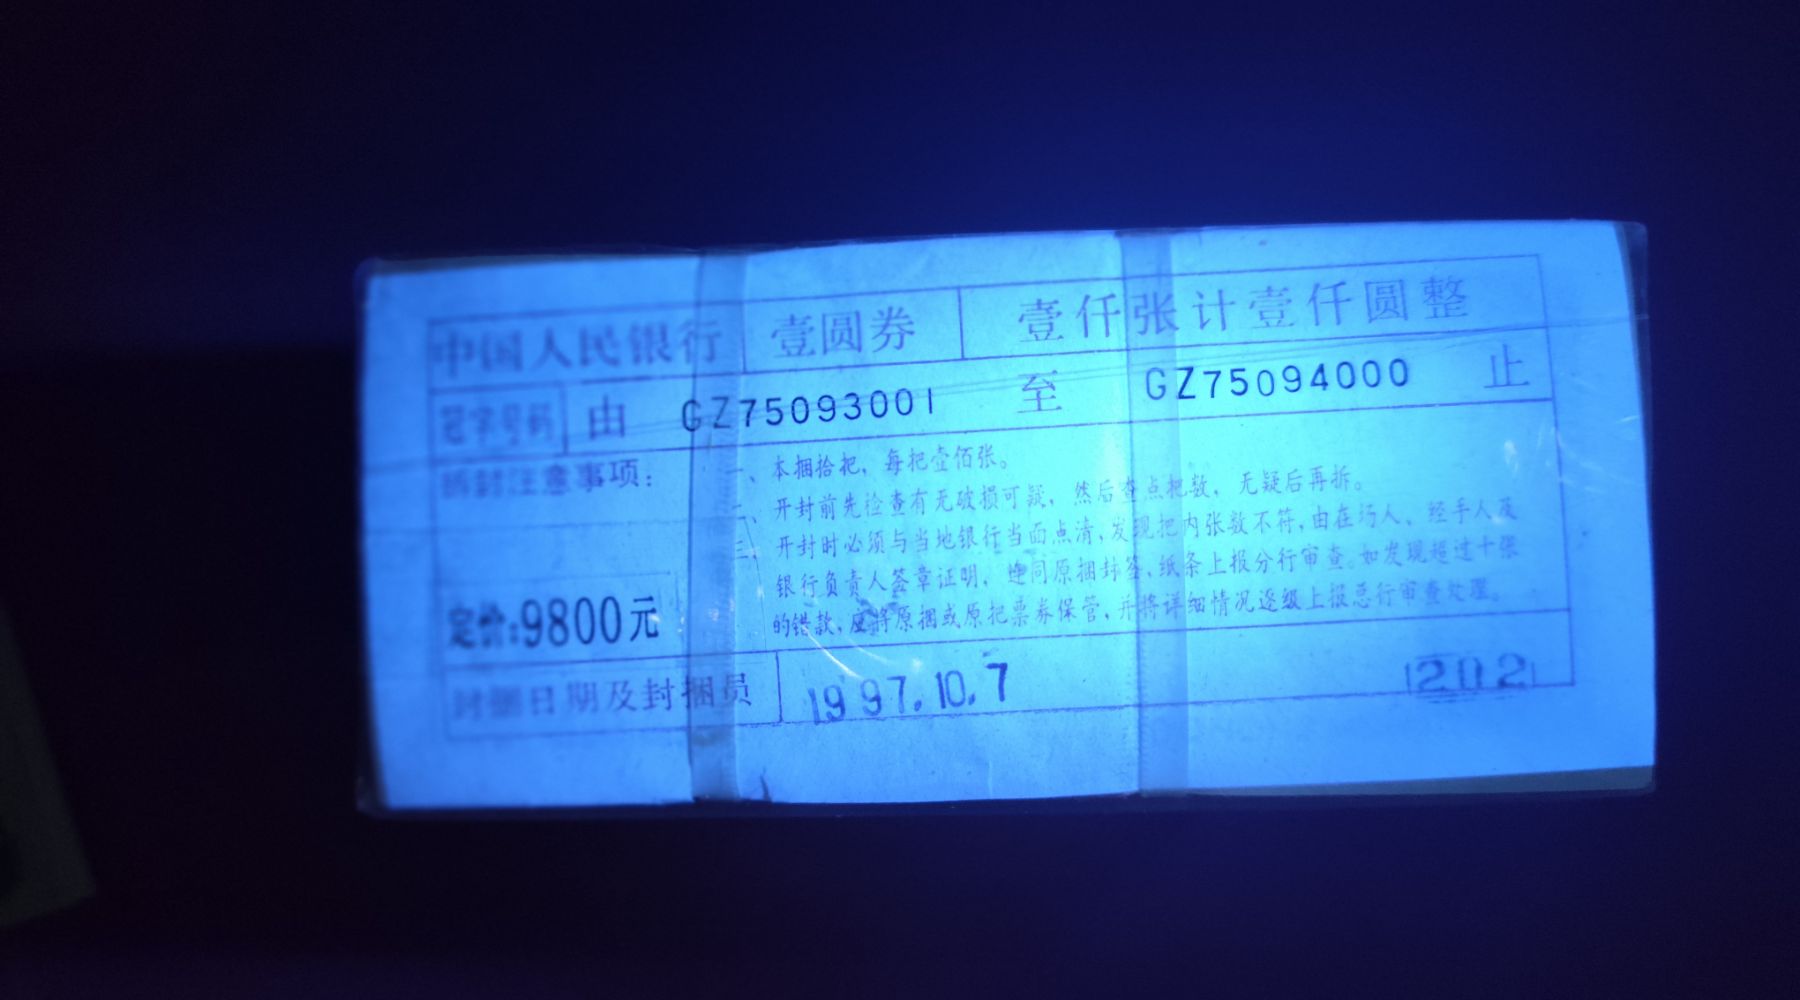 中国人民银行 壹圆券 壹仟张计壹仟圆整
冠字号码 由 GZ75093001 至 GZ75094000 止
拆封注意事项:
一、本捆拾把,每把壹佰张。
二、开封前先检查有无破损可疑,然后查点把数,无疑后再拆。
三、开封时必须与当地银行当面点清,发现把内张数不符,由在场人、经手人及
银行负责人签章证明,连同原捆封签,纸条上报分行审查。如发现超过十张
的错款,应将原捆或原把票券保管,并将详细情况逐级上报总行审查处理。
定价:9800元
封捆日期及封捆员 1997.10.7 1202